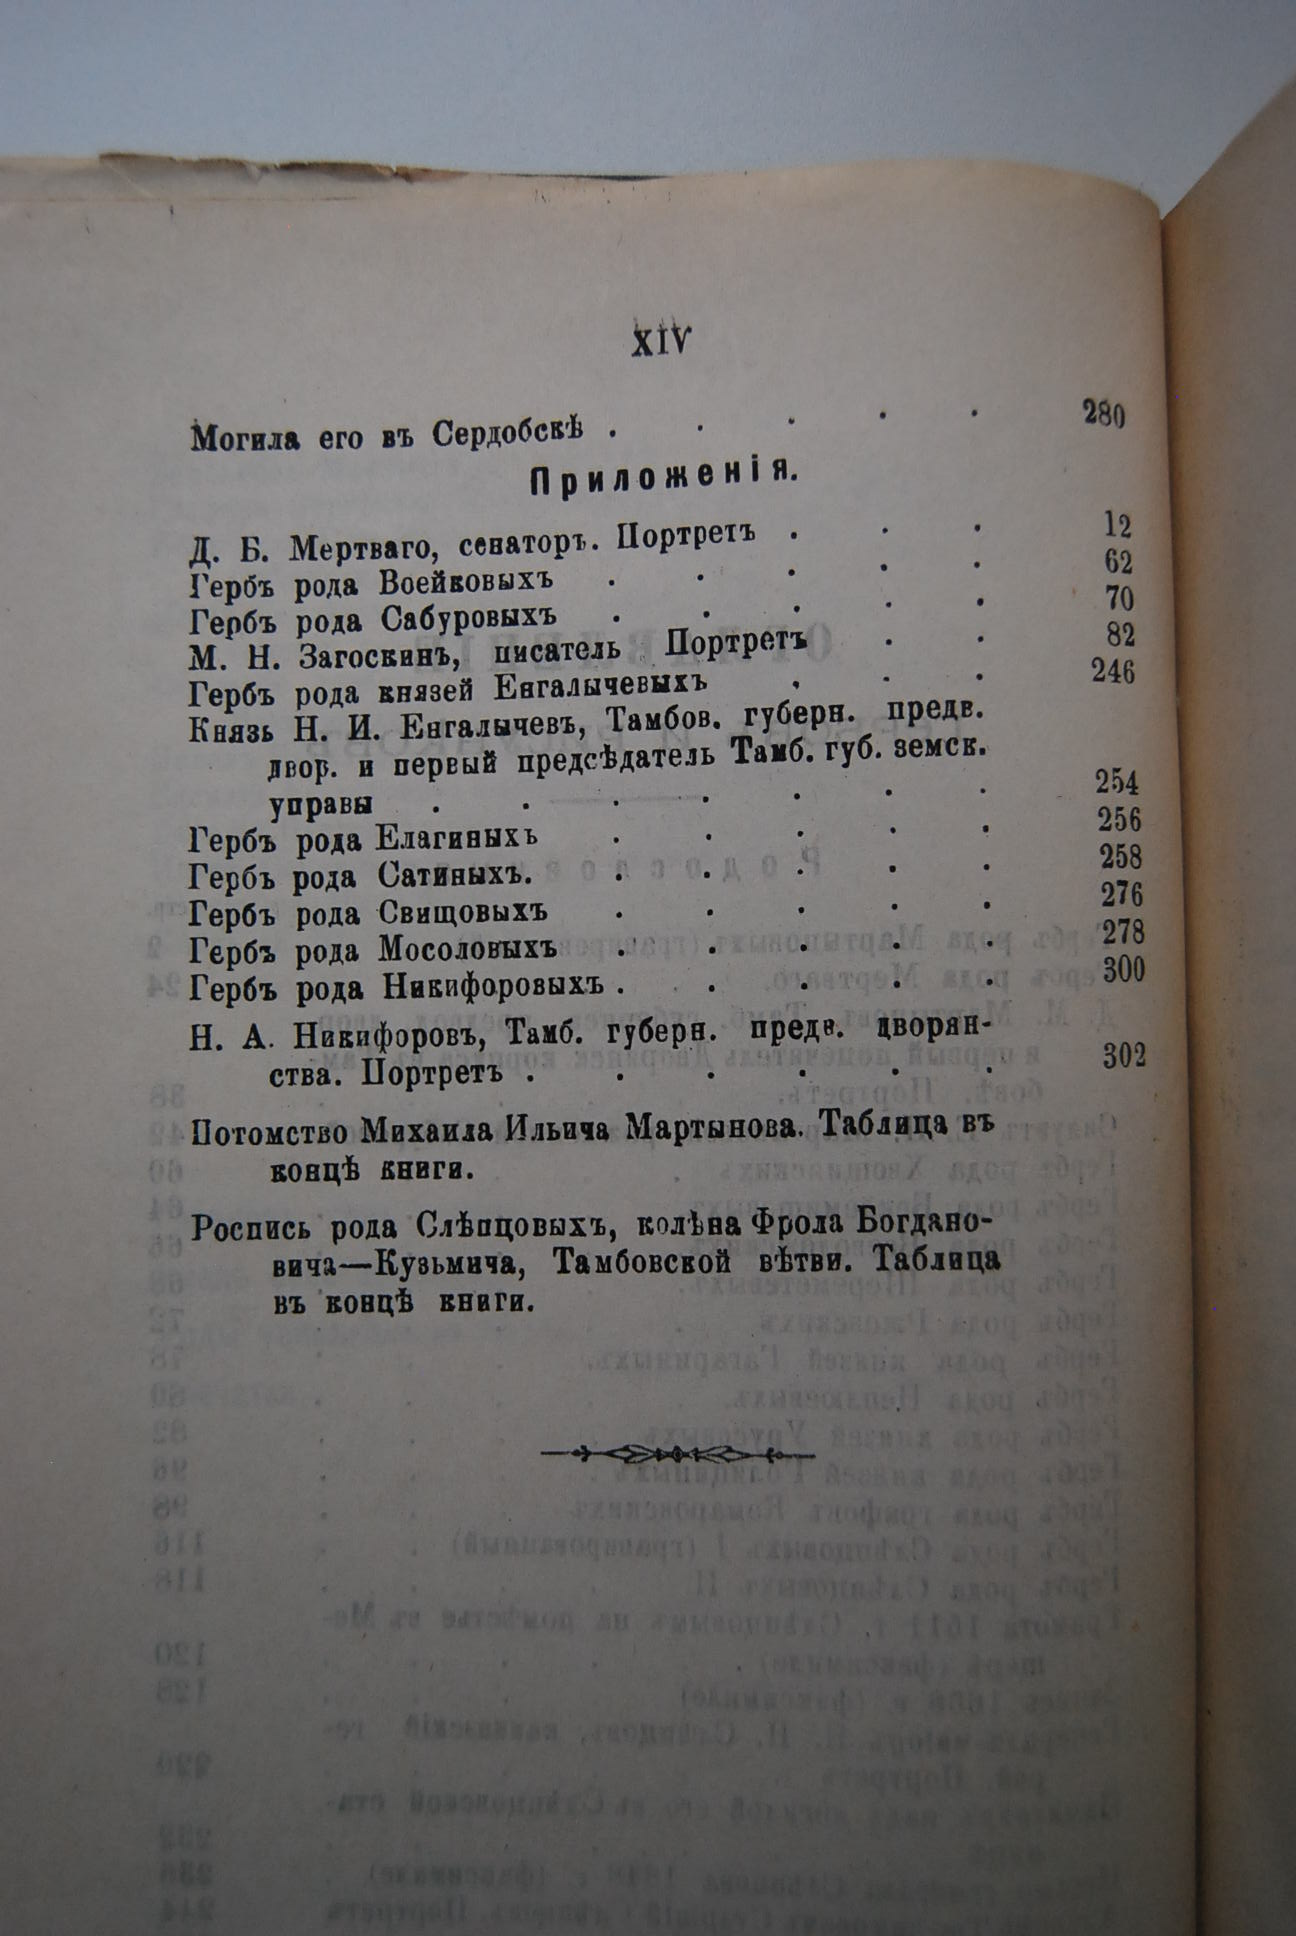 XIV
Могила его въ Сердобскѣ . . . . . 280
Приложенія.
Д. Б. Мертваго, сенаторъ. Портретъ . . . 12
Гербъ рода Воейковыхъ . . . . . 62
Гербъ рода Сабуровыхъ . . . . . 70
М. Н. Загоскинъ, писатель Портретъ . . 82
Гербъ рода князей Енгалычевыхъ . . . 246
Князь Н. И. Енгалычевъ, Тамбов. губерн. предв.
двор. и первый предсѣдатель Тамб. губ. земск.
управы . . . . . . . 254
Гербъ рода Елагиныхъ . . . . . 256
Гербъ рода Сатиныхъ. . . . . . 258
Гербъ рода Свищовыхъ . . . . . 276
Гербъ рода Мосоловыхъ . . . . . 278
Гербъ рода Никифоровыхъ . . . . . 300
Н. А. Никифоровъ, Тамб. губерн. предв. дворян-
ства. Портретъ . . . . . . 302
Потомство Михаила Ильича Мартынова. Таблица въ
концѣ книги.
Роспись рода Слѣпцовыхъ, колѣна Фрола Богдано-
вича—Кузьмича, Тамбовской вѣтви. Таблица
въ концѣ книги.